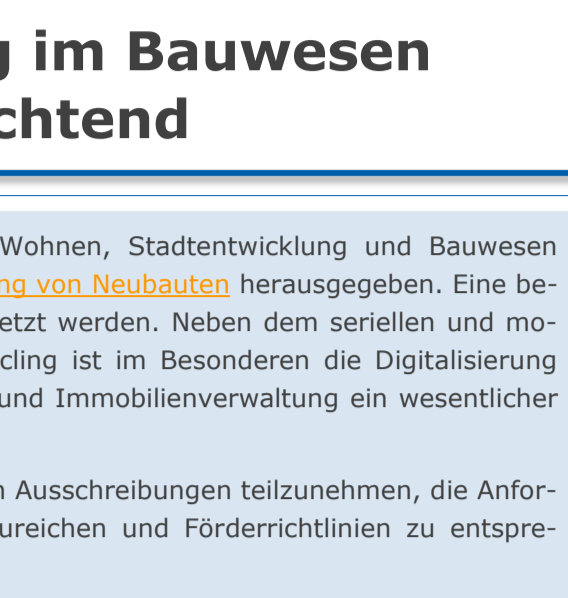 g im Bauwesen
chtend
Wohnen, Stadtentwicklung und Bauwesen
ng von Neubauten herausgegeben. Eine be-
etzt werden. Neben dem seriellen und mo-
cling ist im Besonderen die Digitalisierung
und Immobilienverwaltung ein wesentlicher
n Ausschreibungen teilzunehmen, die Anfor-
ureichen und Förderrichtlinien zu entspre-